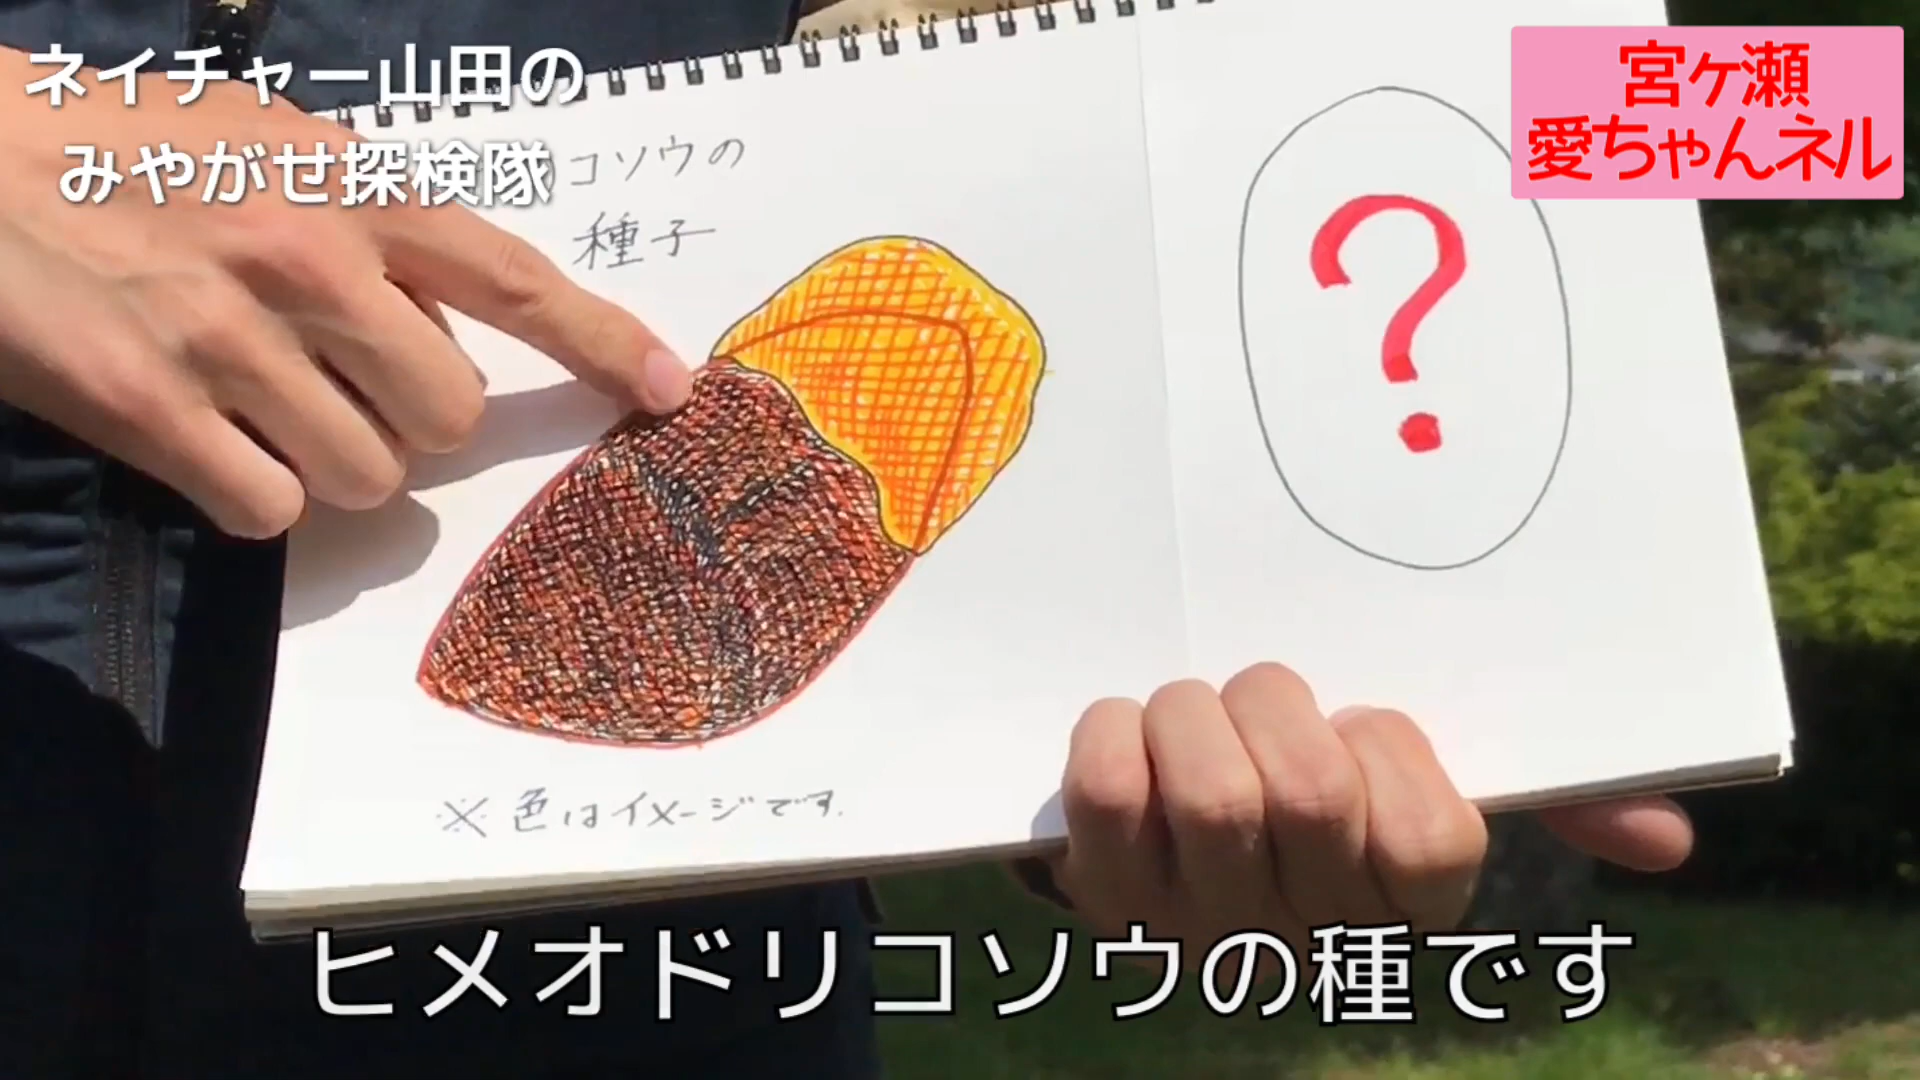 ネイチャー山田の
みやがせ探検隊
宮ヶ瀬
愛ちゃんネル
コソウの
種子
?
※色はイメージです.
ヒメオドリコソウの種です